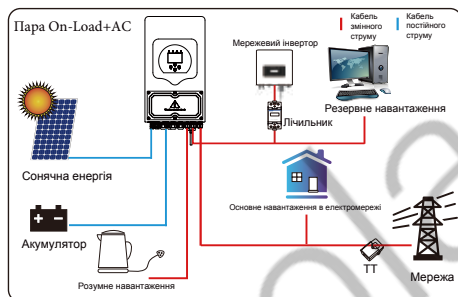 Пара On-Load+AC
Кабель змінного струму
Кабель постійного струму
Мережевий інвертор
Лічильник
Резервне навантаження
Сонячна енергія
Основне навантаження в електромережі
Акумулятор
ТТ
Мережа
Розумне навантаження